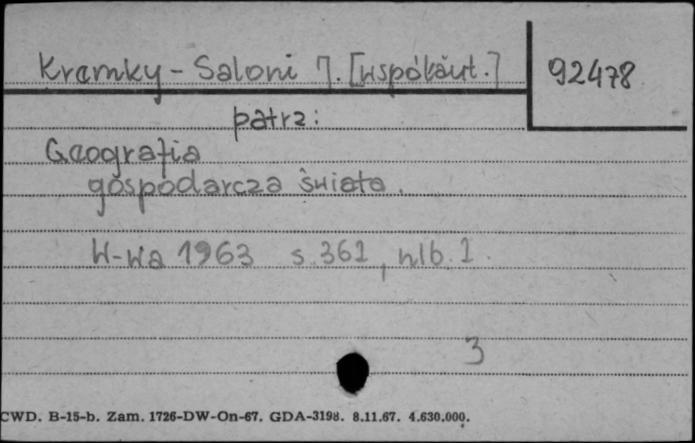 Kremky-Saloni J. [współaut.] 92478
patrz:
Geografia
gospodarcza świata.
W-wa 1963 s. 361, nlb. 1.
3
CWD. B-15-b. Zam. 1726-DW-On-67. GDA-3198. 8.11.67. 4.630.000.